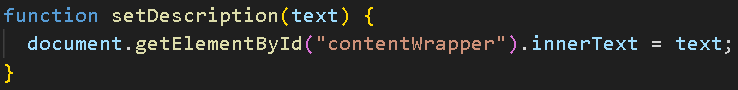 function setDescription(text) {
  document.getElementById("contentWrapper").innerText = text;
}